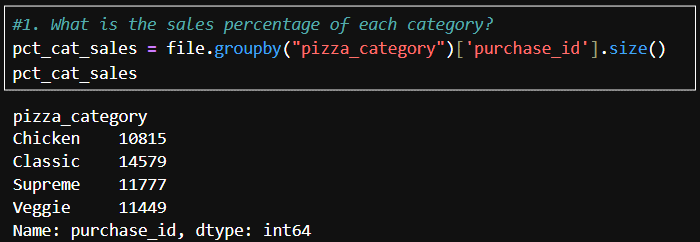 #1. What is the sales percentage of each category?
pct_cat_sales = file.groupby("pizza_category")['purchase_id'].size()
pct_cat_sales
pizza_category
Chicken    10815
Classic    14579
Supreme    11777
Veggie     11449
Name: purchase_id, dtype: int64